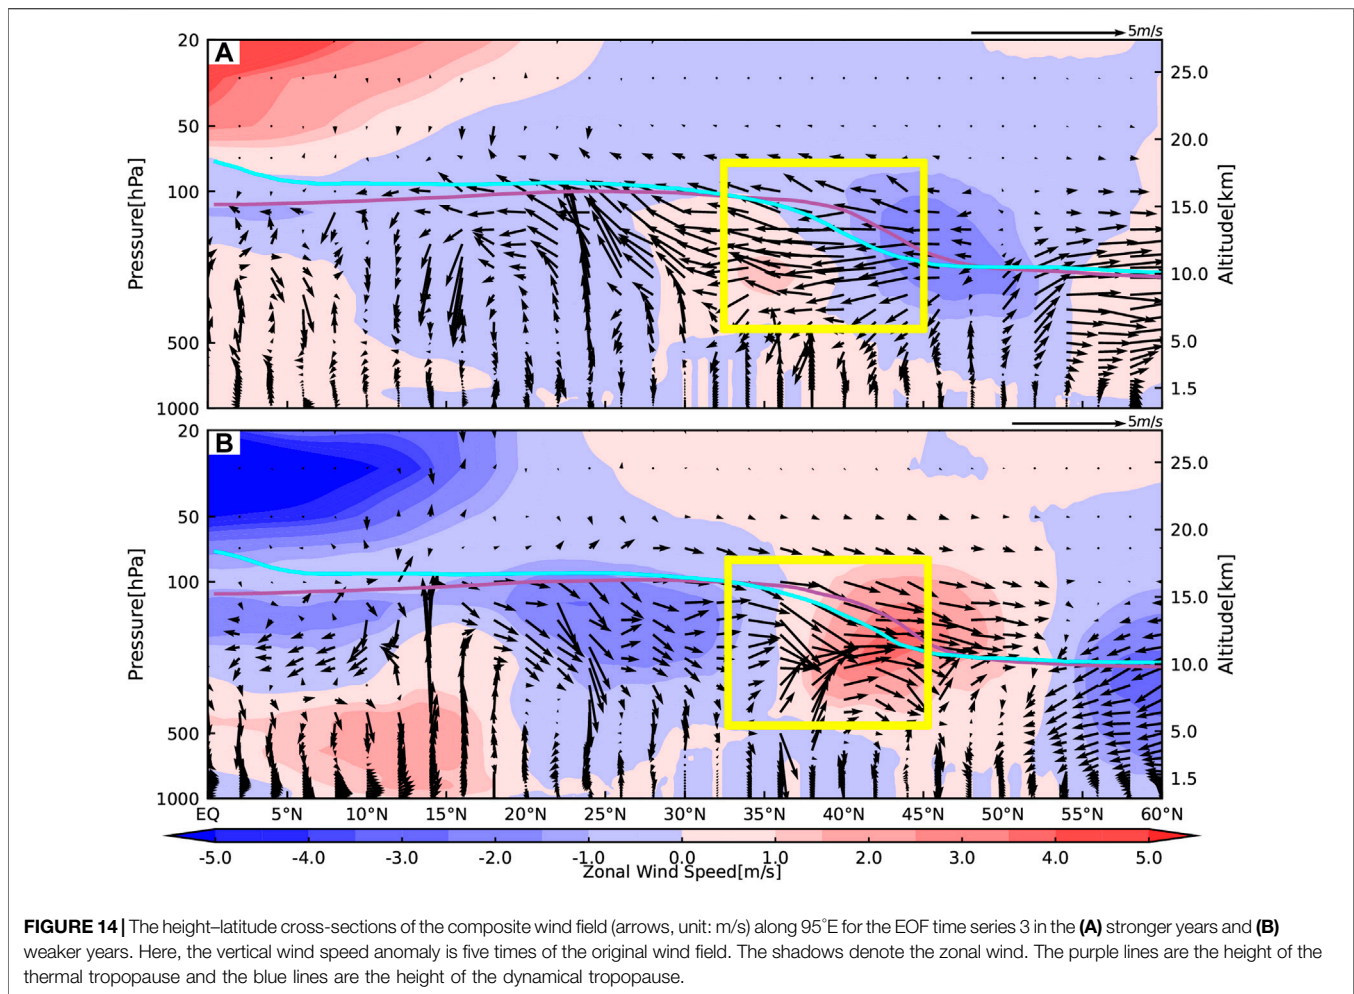 A
5m/s
20
50
100
500
1000
Pressure[hPa]
25.0
20.0
15.0
10.0
5.0
1.5
Altitude[km]
B
5m/s
20
50
100
500
1000
Pressure[hPa]
25.0
20.0
15.0
10.0
5.0
1.5
Altitude[km]
EQ 5°N 10°N 15°N 20°N 25°N 30°N 35°N 40°N 45°N 50°N 55°N 60°N
-5.0 -4.0 -3.0 -2.0 -1.0 0.0 1.0 2.0 3.0 4.0 5.0
Zonal Wind Speed[m/s]
FIGURE 14 | The height–latitude cross-sections of the composite wind field (arrows, unit: m/s) along 95°E for the EOF time series 3 in the (A) stronger years and (B)
weaker years. Here, the vertical wind speed anomaly is five times of the original wind field. The shadows denote the zonal wind. The purple lines are the height of the
thermal tropopause and the blue lines are the height of the dynamical tropopause.